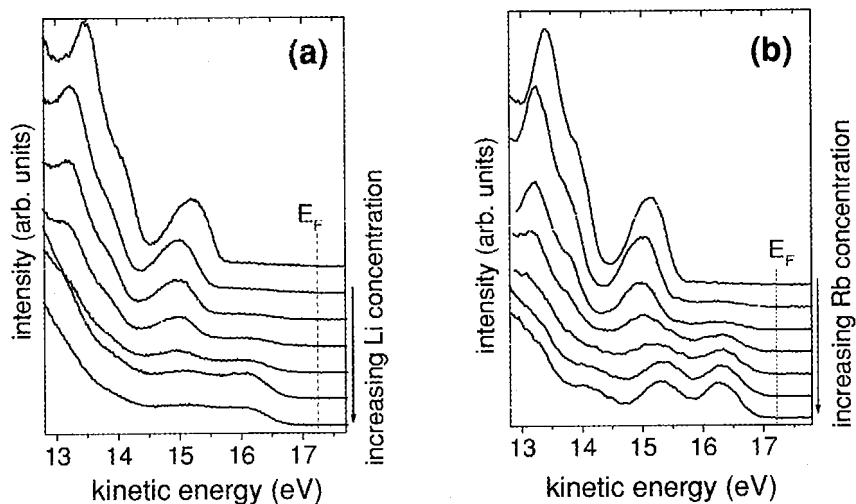 (a)
intensity (arb. units)
E_F
increasing Li concentration
13 14 15 16 17
kinetic energy (eV)
(b)
intensity (arb. units)
E_F
increasing Rb concentration
13 14 15 16 17
kinetic energy (eV)